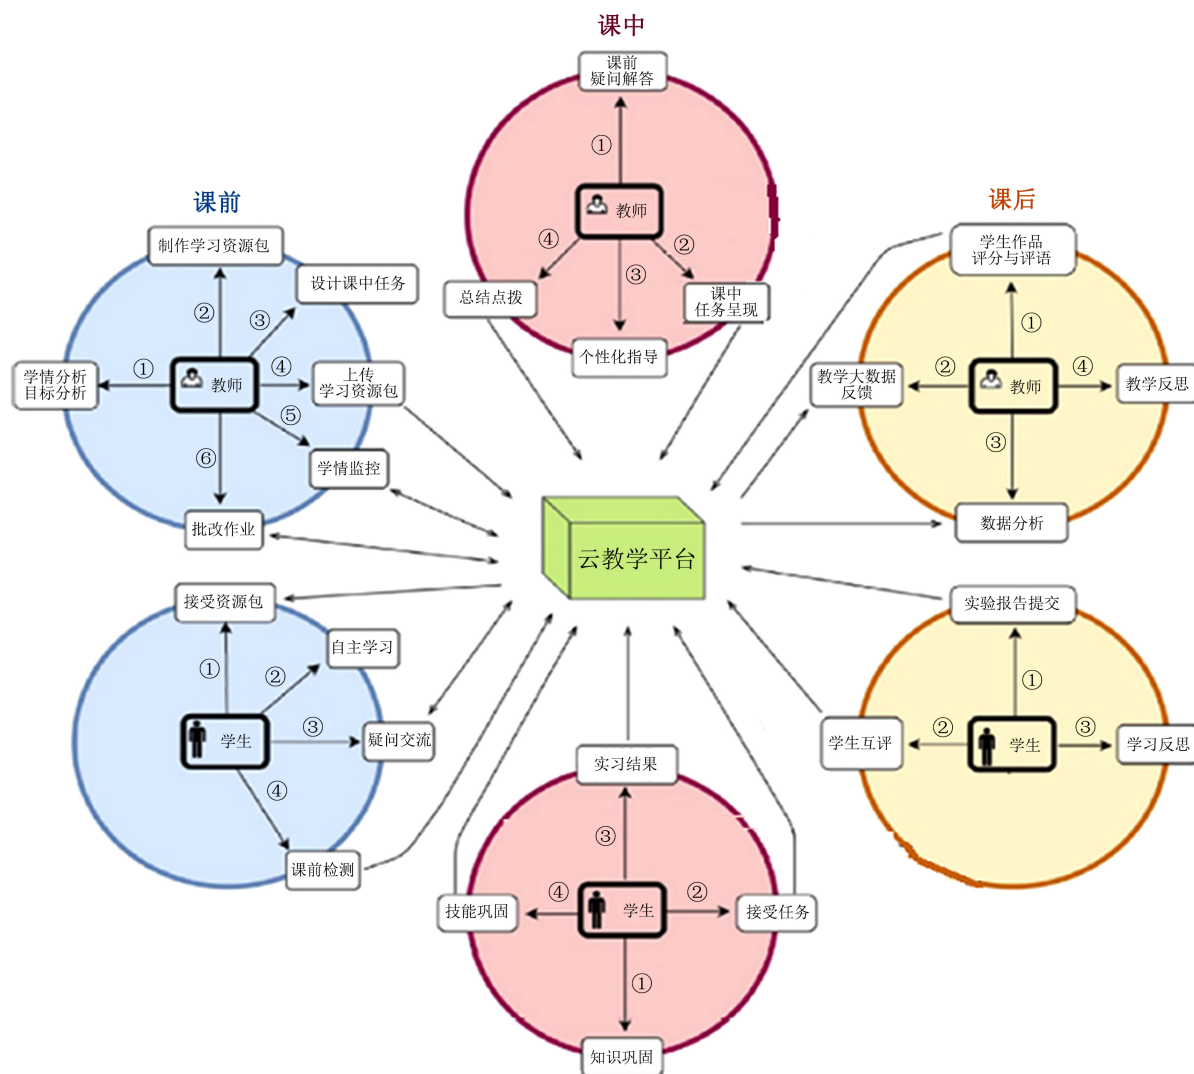 课中
课前
疑问解答
①
教师
④
②
③
总结点拨
课中
任务呈现
个性化指导
课前
制作学习资源包
设计课中任务
②
③
学情分析
目标分析
①
教师
④
上传
学习资源包
⑤
⑥
学情监控
批改作业
课后
学生作品
评分与评语
①
教学大数据
反馈
②
教师
④
教学反思
③
数据分析
云教学平台
接受资源包
自主学习
①
②
学生
③
疑问交流
④
课前检测
实验报告提交
①
学生互评
②
学生
③
学习反思
实习结果
③
技能巩固
④
学生
②
接受任务
①
知识巩固